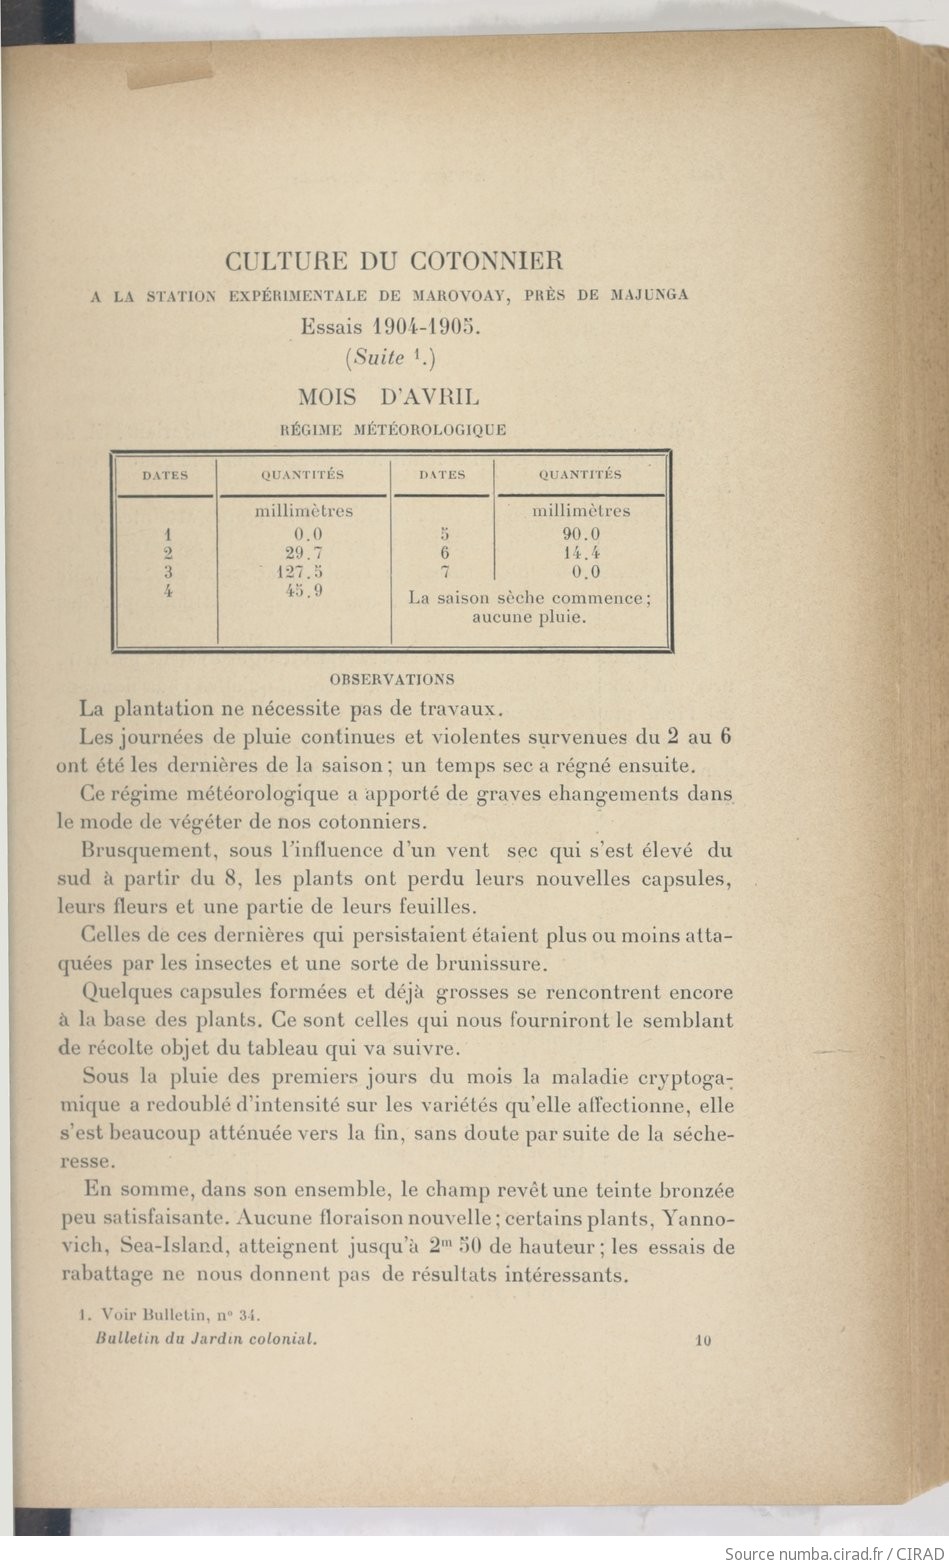 CULTURE DU COTONNIER
A LA STATION EXPÉRIMENTALE DE MAROVOAY, PRÈS DE MAJUNGA
Essais 1904-1905.
(Suite 1.)
MOIS D'AVRIL
RÉGIME MÉTÉOROLOGIQUE
DATES QUANTITÉS DATES QUANTITÉS
millimètres millimètres
1 0.0 5 90.0
2 29.7 6 14.4
3 127.5 7 0.0
4 45.9 La saison sèche commence;
aucune pluie.
OBSERVATIONS
La plantation ne nécessite pas de travaux.
Les journées de pluie continues et violentes survenues du 2 au 6
ont été les dernières de la saison; un temps sec a régné ensuite.
Ce régime météorologique a apporté de graves ehangements dans
le mode de végéter de nos cotonniers.
Brusquement, sous l'influence d'un vent sec qui s'est élevé du
sud à partir du 8, les plants ont perdu leurs nouvelles capsules,
leurs fleurs et une partie de leurs feuilles.
Celles de ces dernières qui persistaient étaient plus ou moins atta-
quées par les insectes et une sorte de brunissure.
Quelques capsules formées et déjà grosses se rencontrent encore
à la base des plants. Ce sont celles qui nous fourniront le semblant
de récolte objet du tableau qui va suivre.
Sous la pluie des premiers jours du mois la maladie cryptoga-
mique a redoublé d'intensité sur les variétés qu'elle affectionne, elle
s'est beaucoup atténuée vers la fin, sans doute par suite de la séche-
resse.
En somme, dans son ensemble, le champ revêt une teinte bronzée
peu satisfaisante. Aucune floraison nouvelle; certains plants, Yanno-
vich, Sea-Island, atteignent jusqu'à 2m 50 de hauteur; les essais de
rabattage ne nous donnent pas de résultats intéressants.
1. Voir Bulletin, n° 34.
Bulletin du Jardin colonial. 10
Source numba.cirad.fr / CIRAD